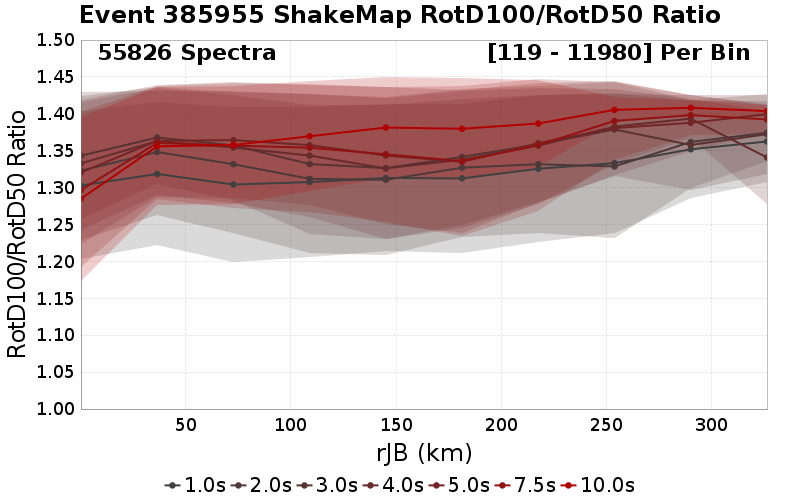 Event 385955 ShakeMap RotD100/RotD50 Ratio
55826 Spectra [119 - 11980] Per Bin
RotD100/RotD50 Ratio
1.50
1.45
1.40
1.35
1.30
1.25
1.20
1.15
1.10
1.05
1.00
50 100 150 200 250 300
rJB (km)
1.0s 2.0s 3.0s 4.0s 5.0s 7.5s 10.0s